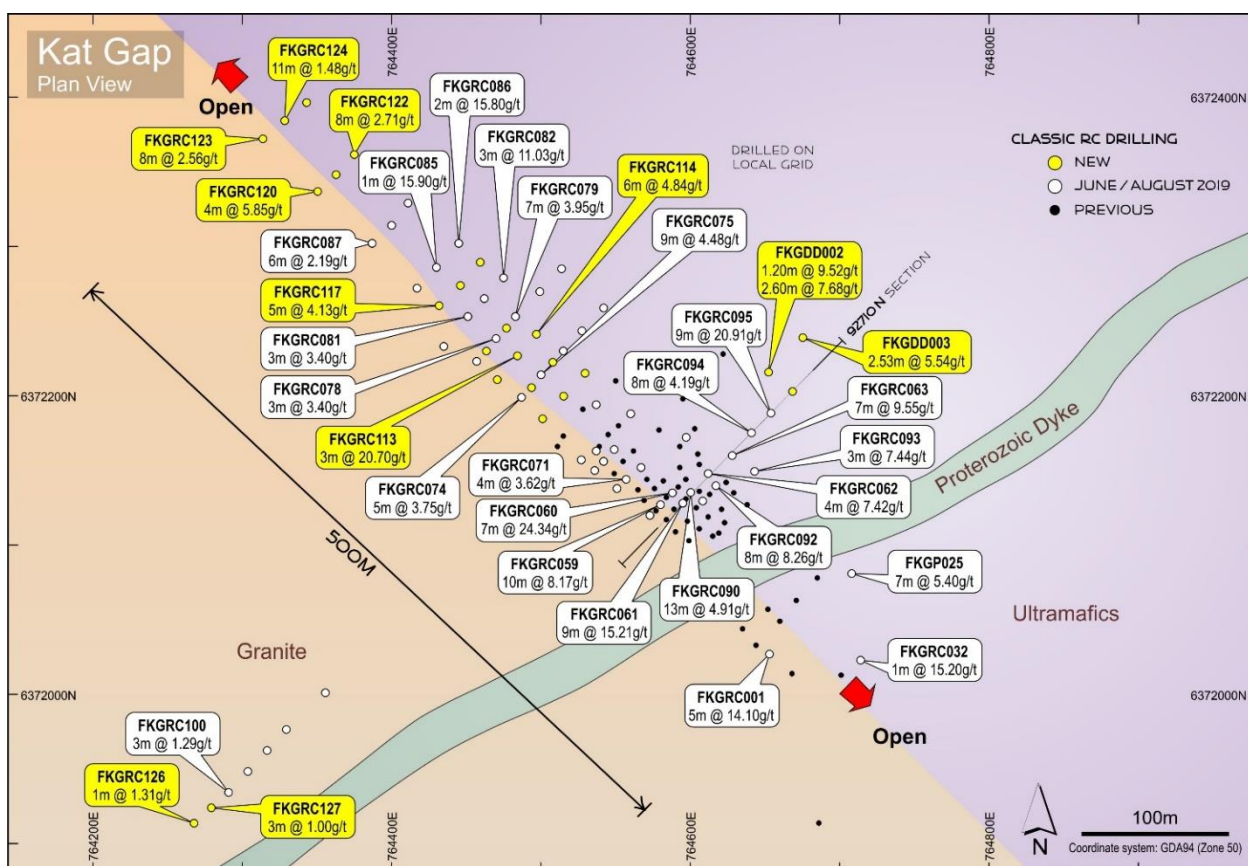 Kat Gap
Plan View
764400E
764600E
764800E
6372400N
6372400N
Open
FKGRC124
11m @ 1.48g/t
FKGRC122
8m @ 2.71g/t
FKGRC086
2m @ 15.80g/t
FKGRC082
3m @ 11.03g/t
FKGRC123
8m @ 2.56g/t
FKGRC085
1m @ 15.90g/t
FKGRC079
7m @ 3.95g/t
FKGRC114
6m @ 4.84g/t
DRILLED ON
LOCAL GRID
CLASSIC RC DRILLING
NEW
JUNE / AUGUST 2019
PREVIOUS
FKGRC120
4m @ 5.85g/t
FKGRC075
9m @ 4.48g/t
FKGRC087
6m @ 2.19g/t
FKGDD002
1.20m @ 9.52g/t
2.60m @ 7.68g/t
92710N SECTION
FKGRC117
5m @ 4.13g/t
FKGRC095
9m @ 20.91g/t
FKGDD003
2.53m @ 5.54g/t
FKGRC081
3m @ 3.40g/t
FKGRC094
8m @ 4.19g/t
FKGRC078
3m @ 3.40g/t
FKGRC063
7m @ 9.55g/t
6372200N
6372200N
FKGRC113
3m @ 20.70g/t
FKGRC093
3m @ 7.44g/t
FKGRC071
4m @ 3.62g/t
FKGRC074
5m @ 3.75g/t
FKGRC062
4m @ 7.42g/t
Proterozoic Dyke
FKGRC060
7m @ 24.34g/t
FKGRC092
8m @ 8.26g/t
500M
FKGRC059
10m @ 8.17g/t
FKGP025
7m @ 5.40g/t
FKGRC061
9m @ 15.21g/t
FKGRC090
13m @ 4.91g/t
Granite
Ultramafics
FKGRC032
1m @ 15.20g/t
FKGRC001
5m @ 14.10g/t
6372000N
6372000N
Open
FKGRC100
3m @ 1.29g/t
FKGRC126
1m @ 1.31g/t
FKGRC127
3m @ 1.00g/t
764200E
764400E
764600E
764800E
N
100m
Coordinate system: GDA94 (Zone 50)